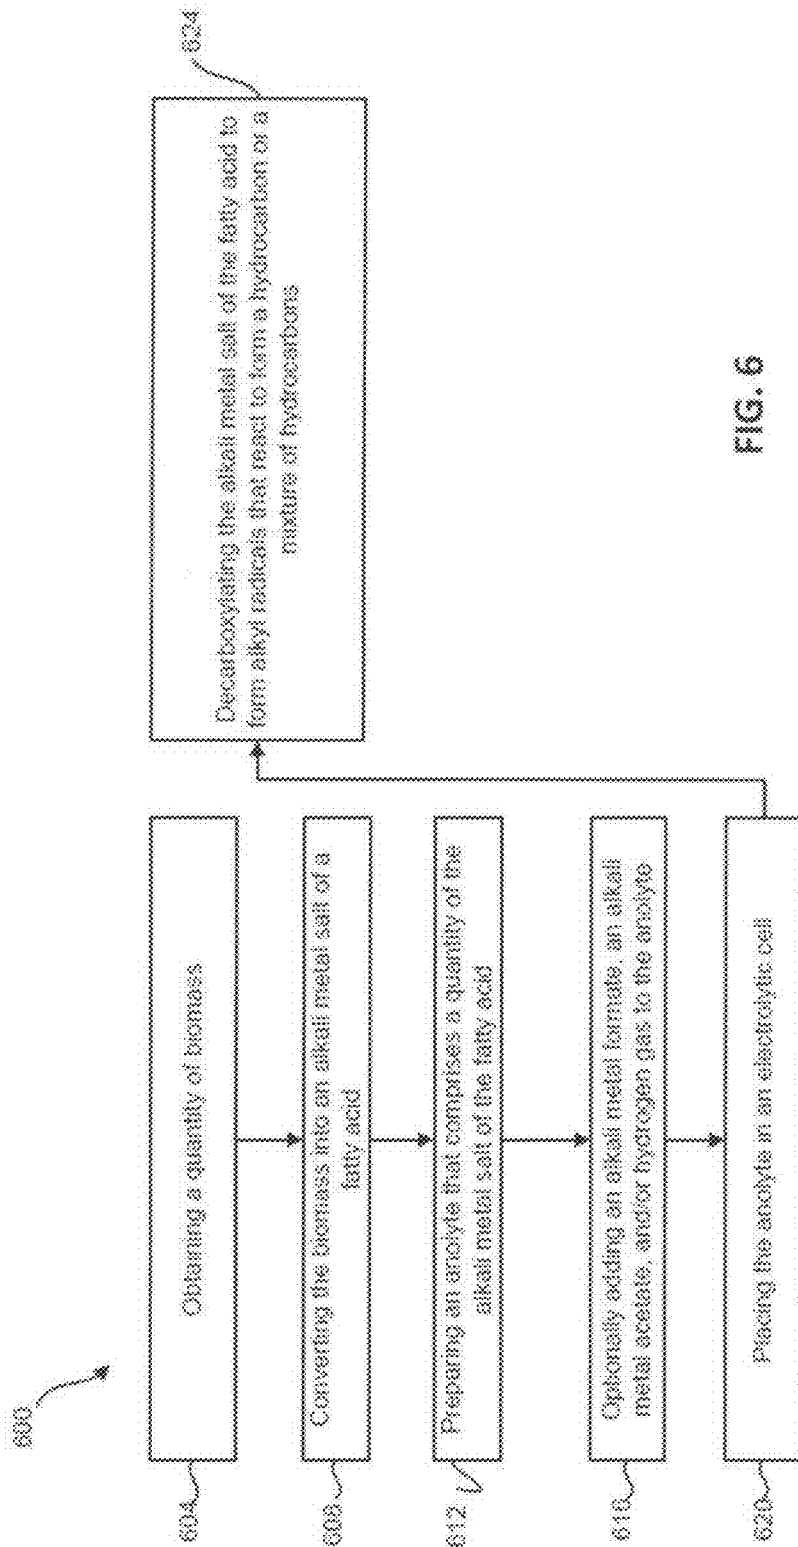 600
604
Obtaining a quantity of biomass
608
Converting the biomass into an alkali metal salt of a
fatty acid
612
Preparing an anolyte that comprises a quantity of the
alkali metal salt of the fatty acid
616
Optionally adding an alkali metal formate, an alkali
metal acetate, and/or hydrogen gas to the anolyte
620
Placing the anolyte in an electrolytic cell
624
Decarboxylating the alkali metal salt of the fatty acid to
form alkyl radicals that react to form a hydrocarbon or a
mixture of hydrocarbons
FIG. 6